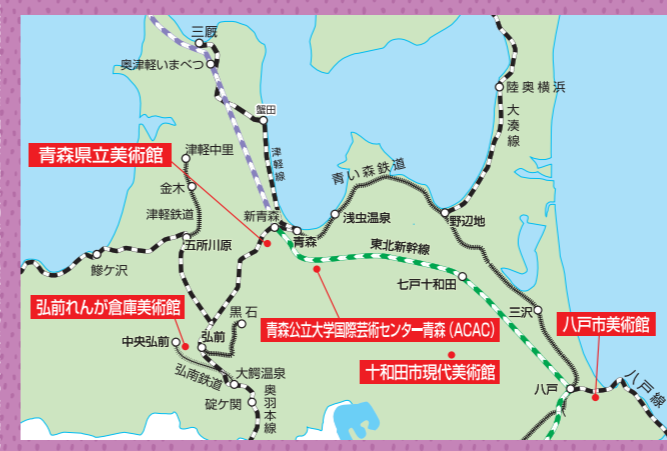 三厩
奥津軽いまべつ
蟹田
陸奥横浜
大湊線
津軽線
青森県立美術館
津軽中里
青い森鉄道
金木
津軽鉄道
新青森
青森
浅虫温泉
野辺地
五所川原
東北新幹線
鰺ケ沢
七戸十和田
弘前れんが倉庫美術館
黒石
三沢
青森公立大学国際芸術センター青森(ACAC)
八戸市美術館
中央弘前
弘前
十和田市現代美術館
弘南鉄道
大鰐温泉
八戸
八戸線
碇ケ関
奥羽本線